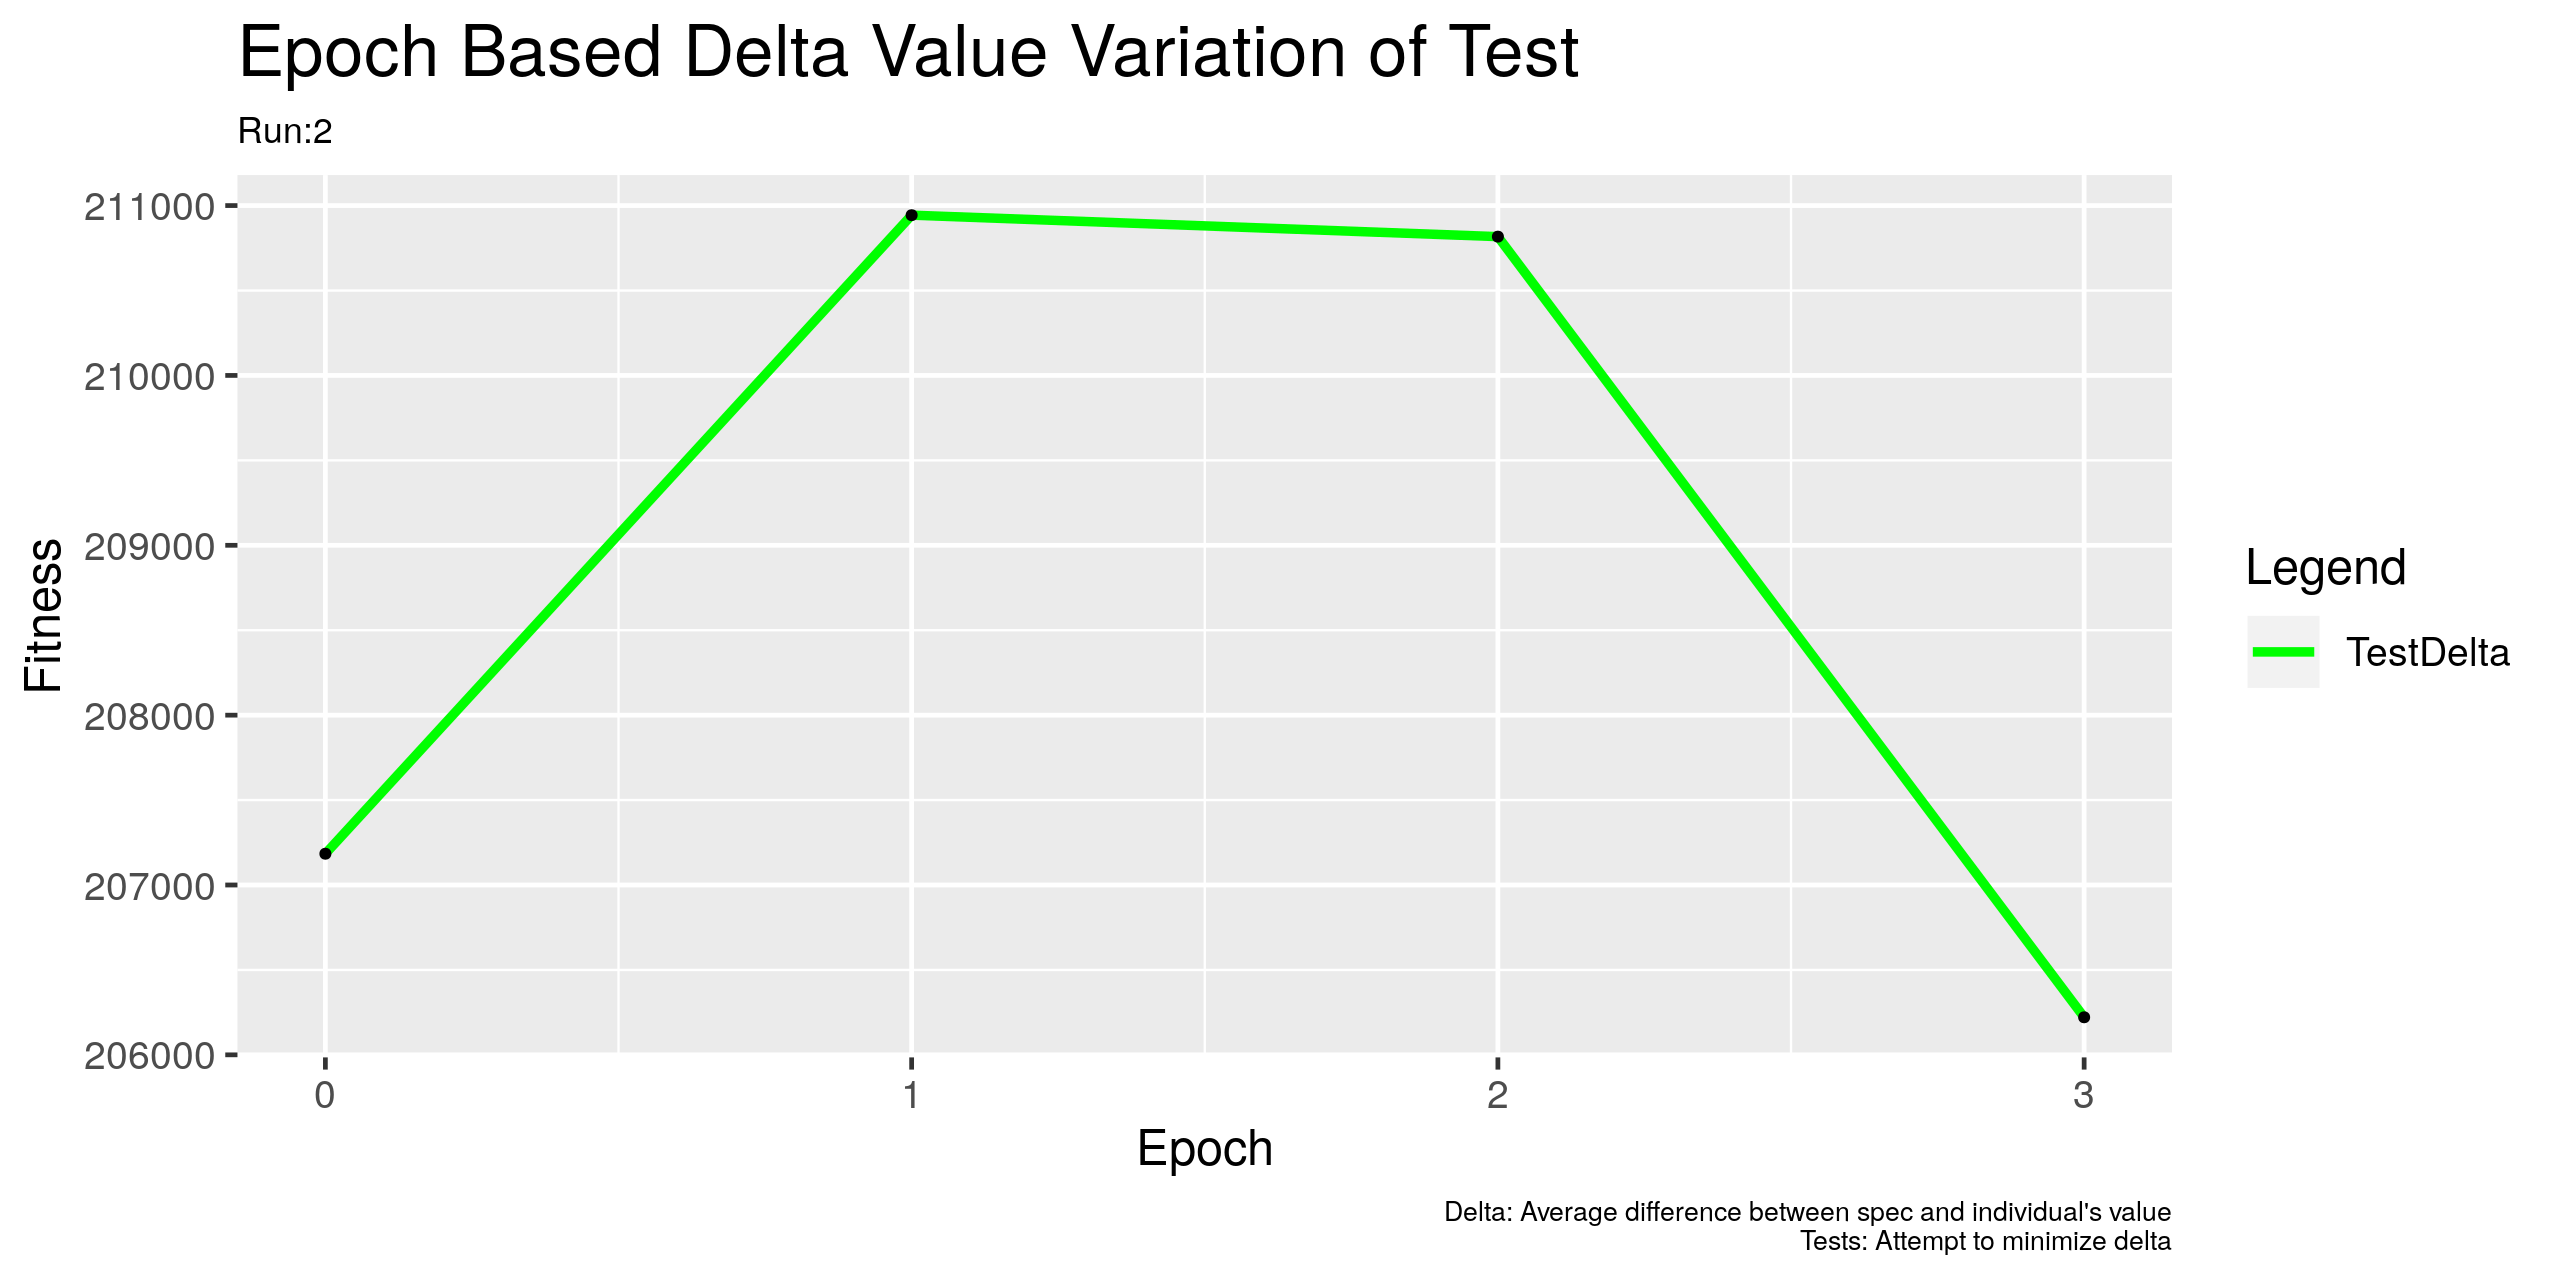 Epoch Based Delta Value Variation of Test
Run:2
211000
210000
209000
208000
207000
206000
Fitness
0 1 2 3
Epoch
Legend
TestDelta
Delta: Average difference between spec and individual's value
Tests: Attempt to minimize delta